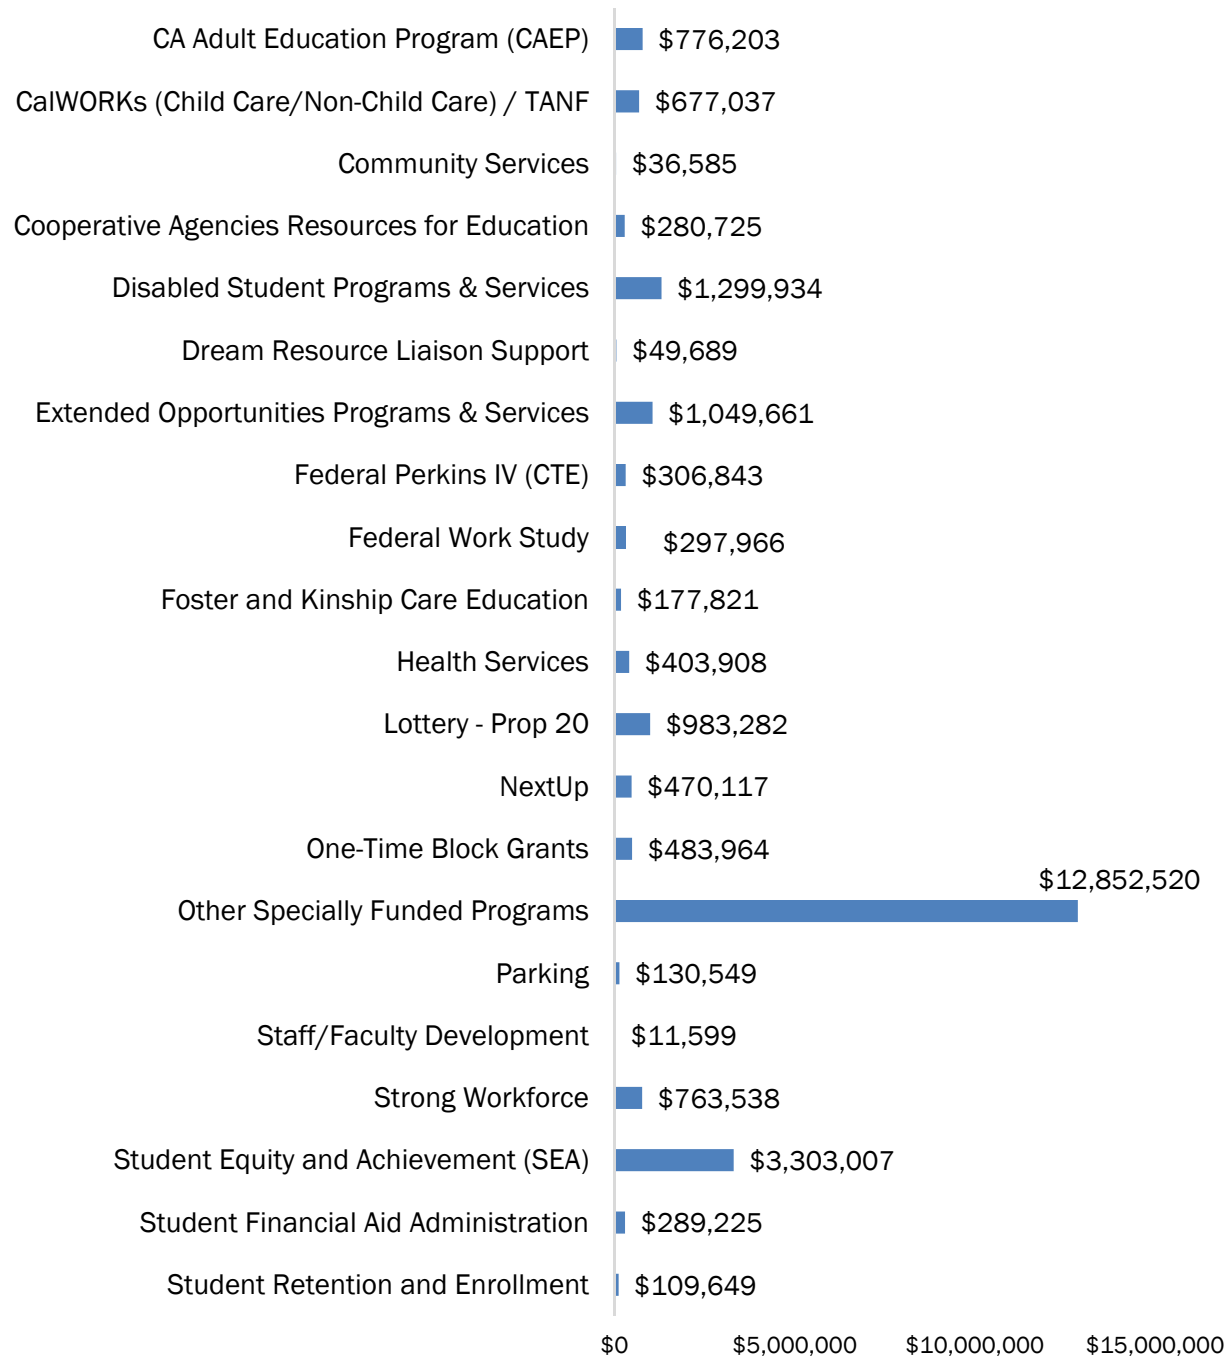 CA Adult Education Program (CAEP) $776,203
CalWORKs (Child Care/Non-Child Care) / TANF $677,037
Community Services $36,585
Cooperative Agencies Resources for Education $280,725
Disabled Student Programs & Services $1,299,934
Dream Resource Liaison Support $49,689
Extended Opportunities Programs & Services $1,049,661
Federal Perkins IV (CTE) $306,843
Federal Work Study $297,966
Foster and Kinship Care Education $177,821
Health Services $403,908
Lottery - Prop 20 $983,282
NextUp $470,117
One-Time Block Grants $483,964
$12,852,520
Other Specially Funded Programs
Parking $130,549
Staff/Faculty Development $11,599
Strong Workforce $763,538
Student Equity and Achievement (SEA) $3,303,007
Student Financial Aid Administration $289,225
Student Retention and Enrollment $109,649
$0 $5,000,000 $10,000,000 $15,000,000